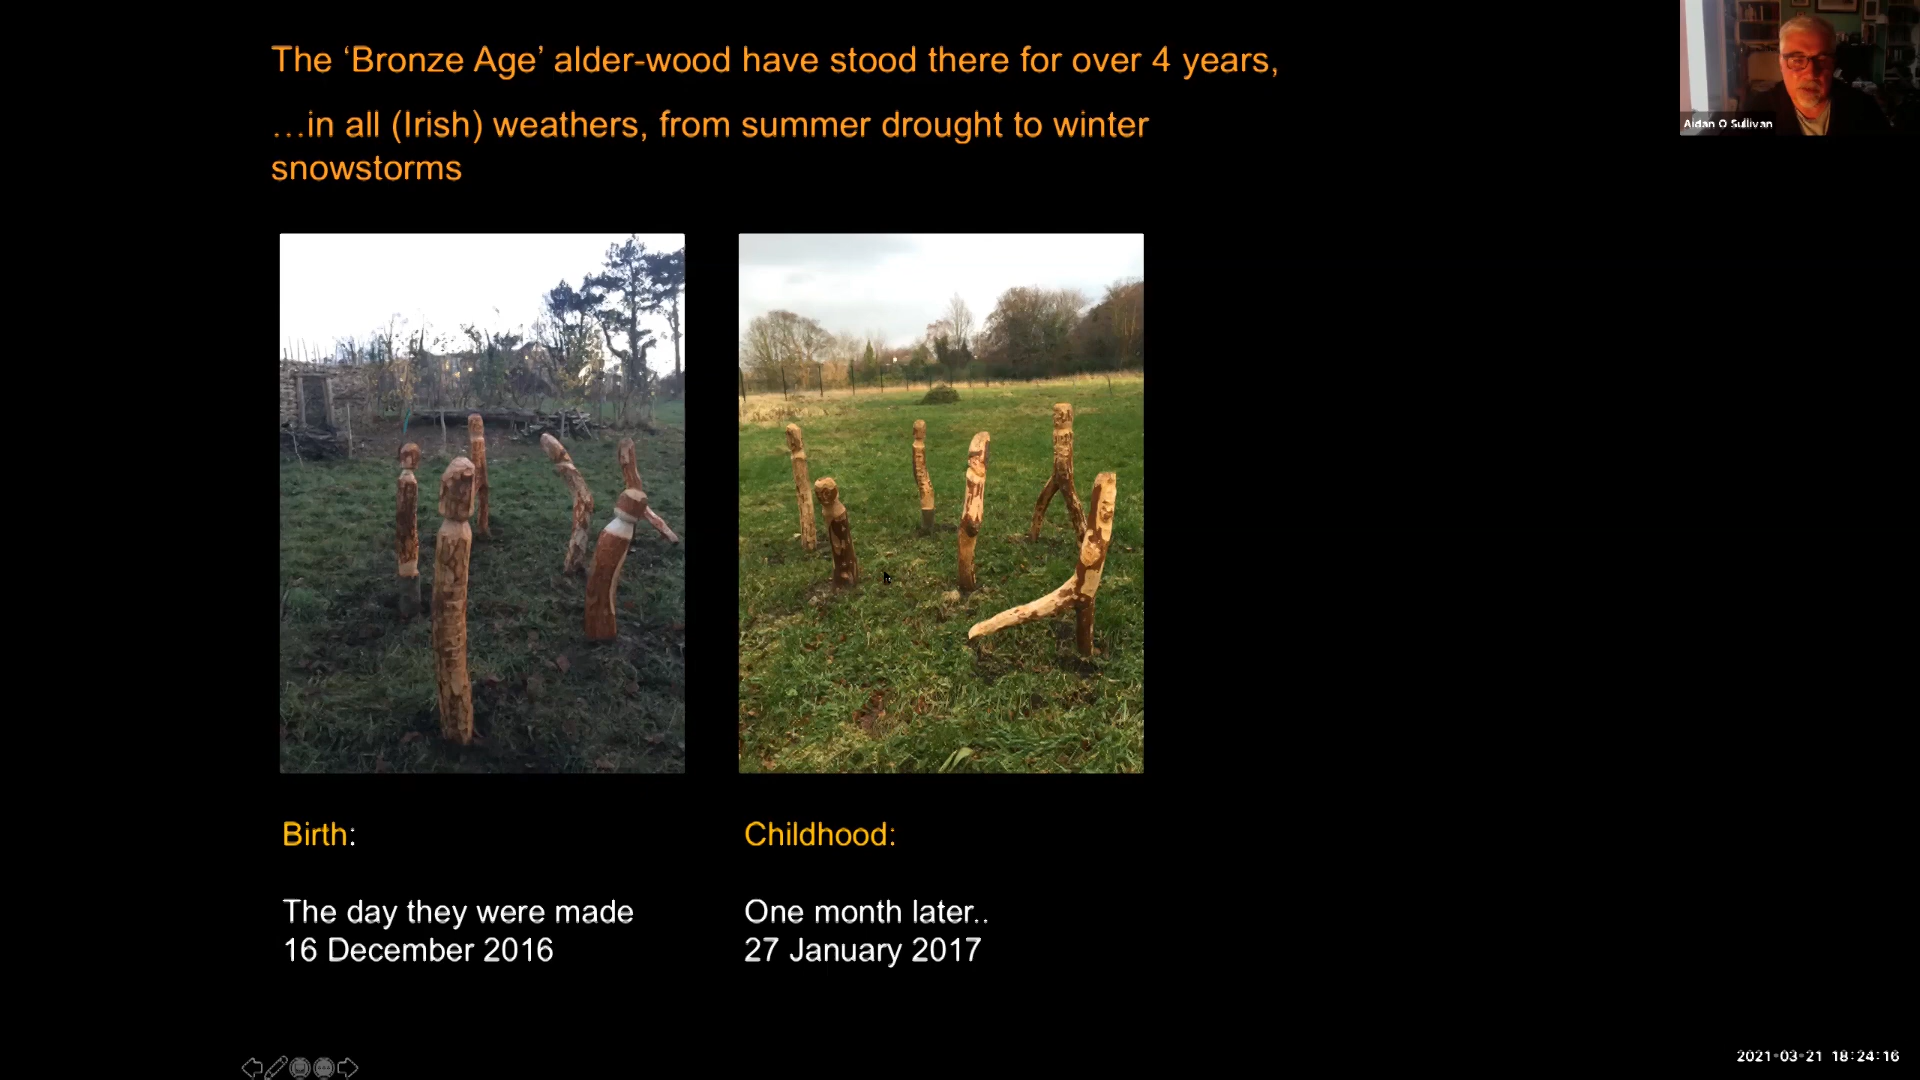 The ‘Bronze Age’ alder-wood have stood there for over 4 years,
…in all (Irish) weathers, from summer drought to winter
snowstorms
Aidan O Sullivan
Birth:
Childhood:
The day they were made
16 December 2016
One month later..
27 January 2017
2021-03-21 18:24:16